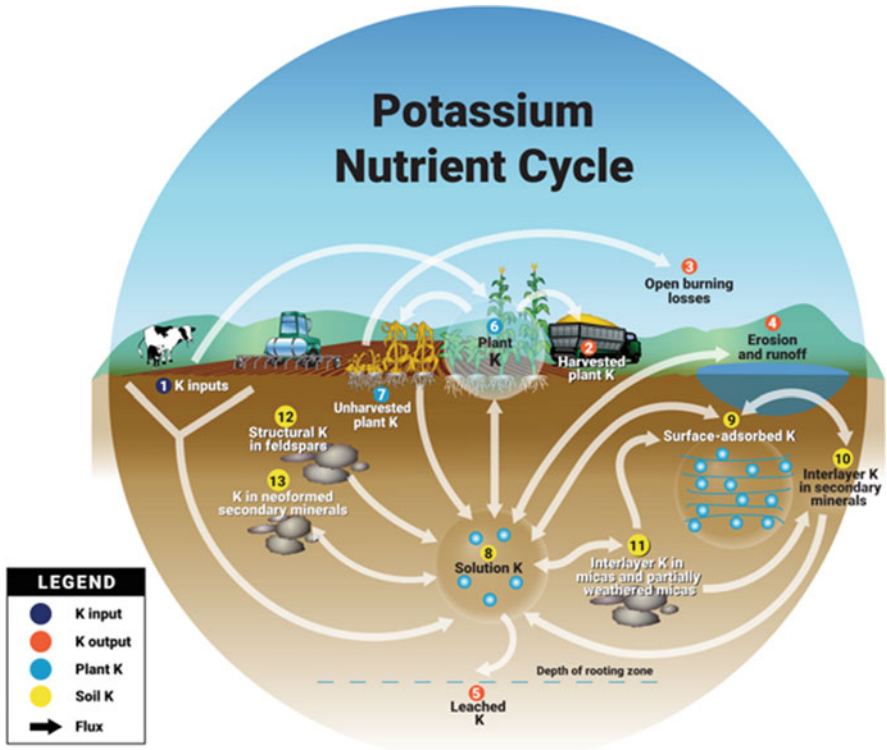 Potassium
Nutrient Cycle
3
Open burning
losses
4
Erosion
and runoff
6
Plant
K
2
Harvested
plant K
1 K inputs
7
Unharvested
plant K
12
Structural K
in feldspars
13
K in neoformed
secondary minerals
9
Surface-adsorbed K
10
Interlayer K
in secondary
minerals
8
Solution K
11
Interlayer K in
micas and partially
weathered micas
Depth of rooting zone
5
Leached
K
LEGEND
K input
K output
Plant K
Soil K
Flux